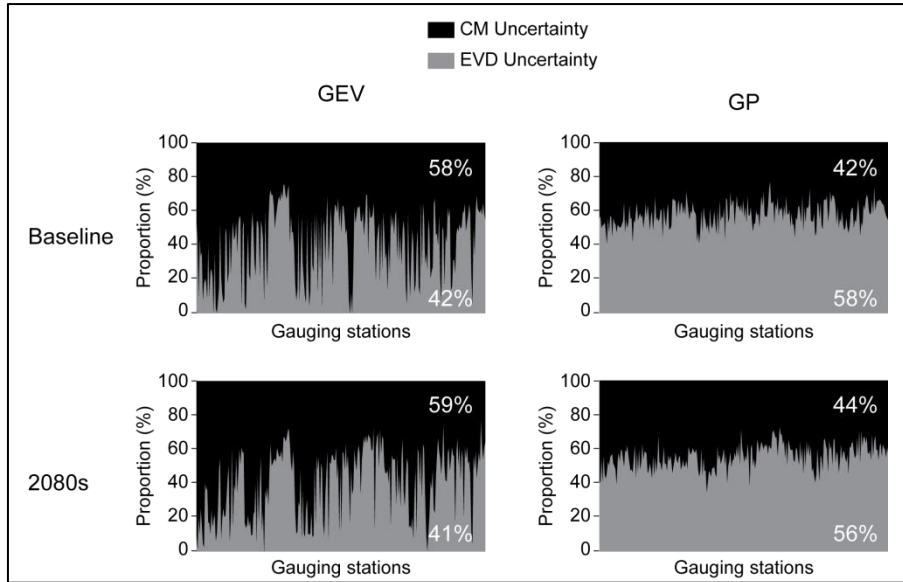 CM Uncertainty
EVD Uncertainty
GEV
GP
Baseline
Proportion (%)
100
80
60
40
20
0
58%
42%
Gauging stations
Proportion (%)
100
80
60
40
20
0
42%
58%
Gauging stations
2080s
Proportion (%)
100
80
60
40
20
0
59%
41%
Gauging stations
Proportion (%)
100
80
60
40
20
0
44%
56%
Gauging stations